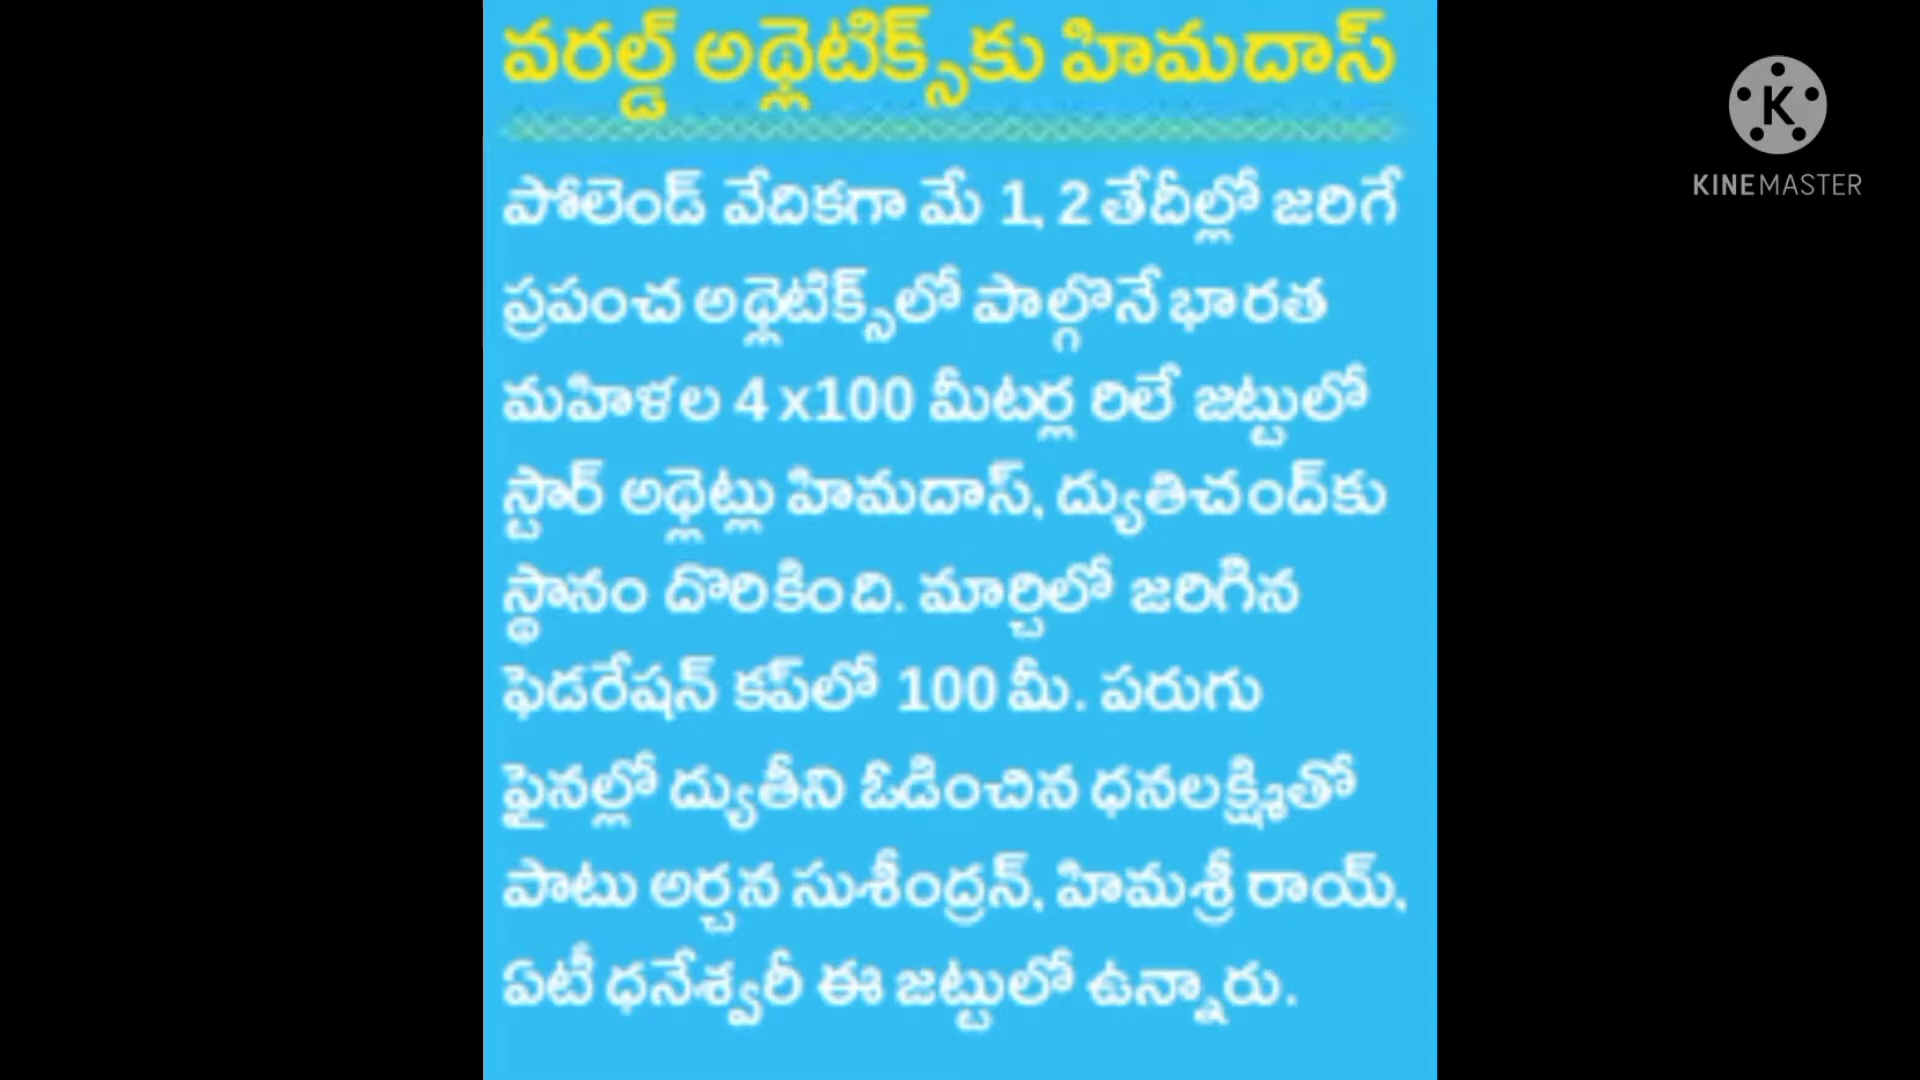 వరల్డ్ అథ్లెటిక్స్‌కు హిమదాస్
పోలెండ్ వేదికగా మే 1, 2 తేదీల్లో జరిగే
ప్రపంచ అథ్లెటిక్స్‌లో పాల్గొనే భారత
మహిళల 4 x100 మీటర్ల రిలే జట్టులో
స్టార్ అథ్లెట్లు హిమదాస్, ద్యుతిచంద్‌కు
స్థానం దొరికింది. మార్చిలో జరిగిన
ఫెడరేషన్ కప్‌లో 100 మీ. పరుగు
ఫైనల్లో ద్యుతీని ఓడించిన ధనలక్ష్మితో
పాటు అర్చన సుశీంద్రన్, హిమశ్రీ రాయ్,
ఏటీ ధనేశ్వరీ ఈ జట్టులో ఉన్నారు.
K
KINEMASTER